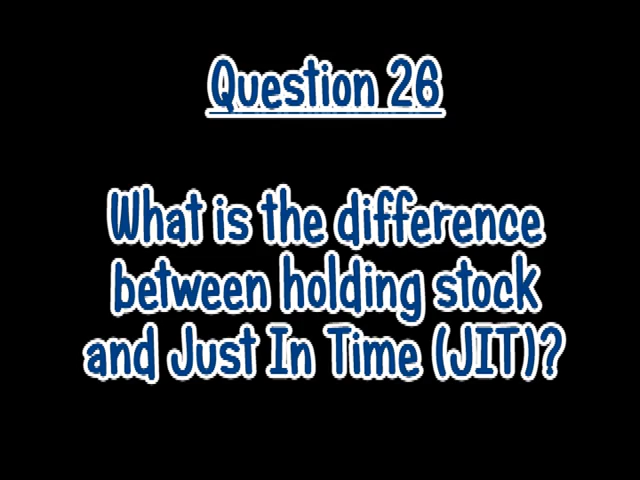 Question 26
What is the difference
between holding stock
and Just In Time (JIT)?